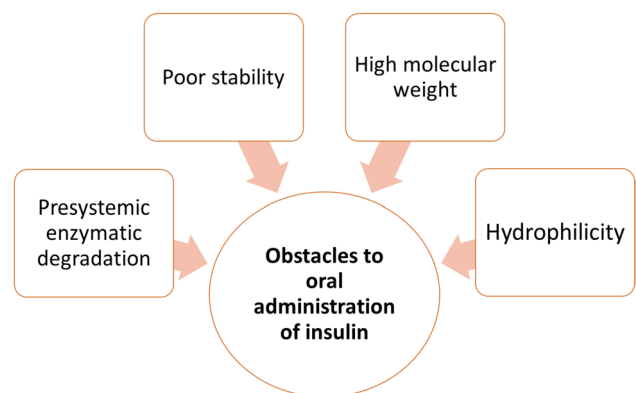 Poor stability
High molecular
weight
Presystemic
enzymatic
degradation
Hydrophilicity
Obstacles to
oral
administration
of insulin